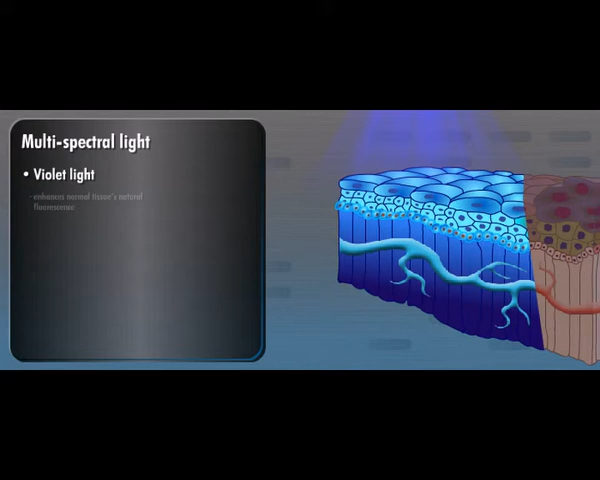 Multi-spectral light
• Violet light
- enhances normal tissue's natural
fluorescence